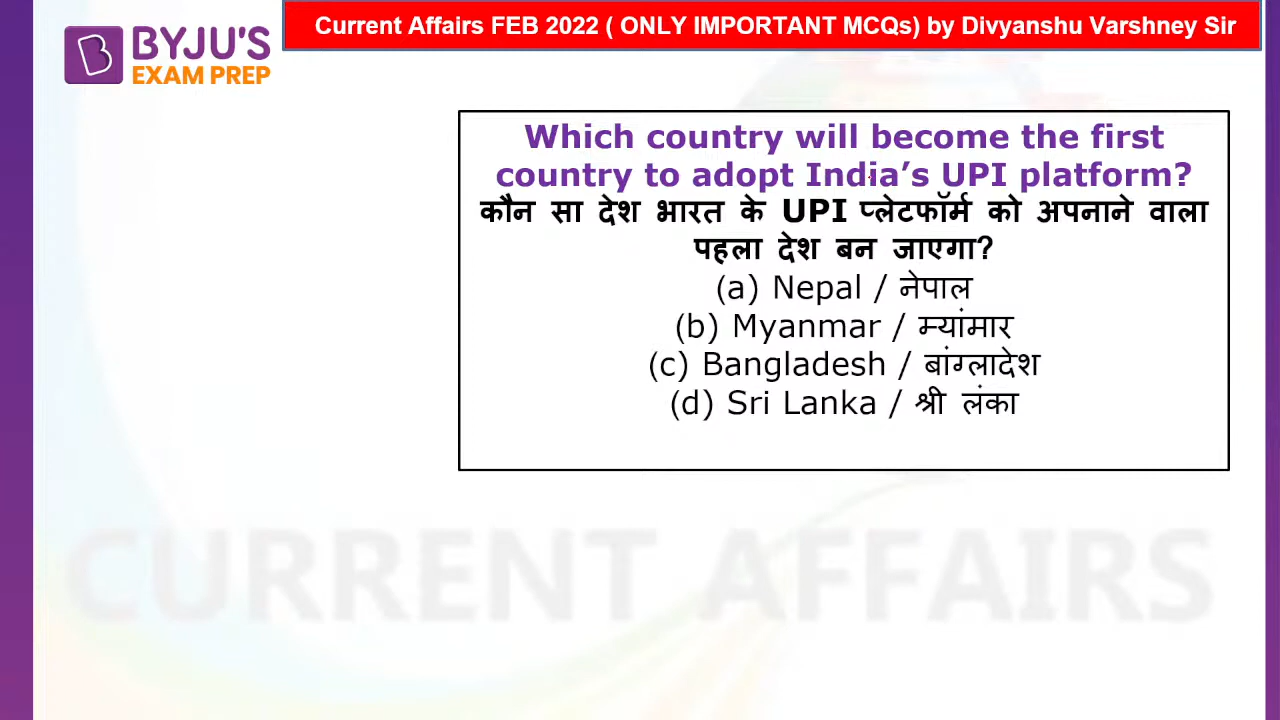 Current Affairs FEB 2022 ( ONLY IMPORTANT MCQs) by Divyanshu Varshney Sir
BYJU'S
EXAM PREP
Which country will become the first
country to adopt India’s UPI platform?
कौन सा देश भारत के UPI प्लेटफॉर्म को अपनाने वाला
पहला देश बन जाएगा?
(a) Nepal / नेपाल
(b) Myanmar / म्यांमार
(c) Bangladesh / बांग्लादेश
(d) Sri Lanka / श्री लंका
CURRENT AFFAIRS